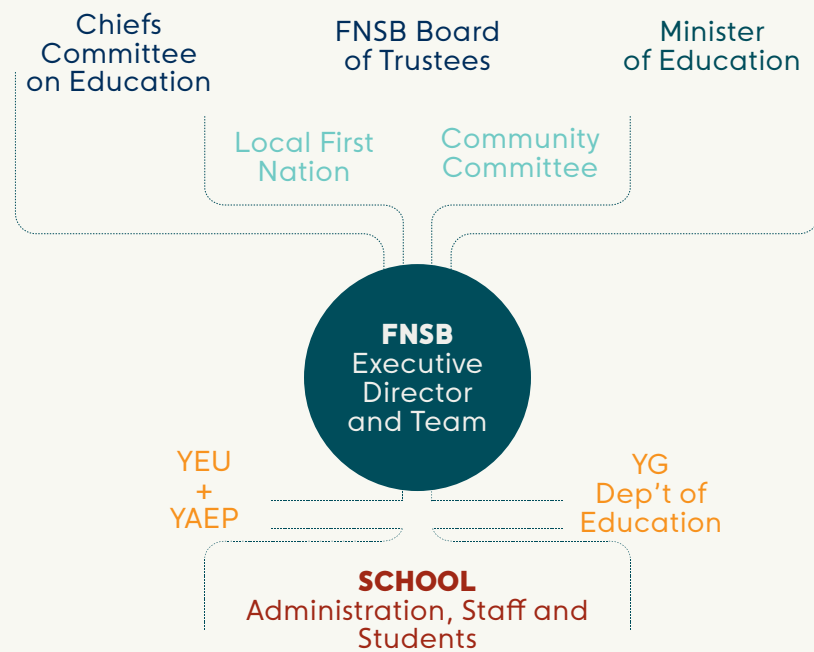 Chiefs
Committee
on Education
FNSB Board
of Trustees
Minister
of Education
Local First
Nation
Community
Committee
FNSB
Executive
Director
and Team
YEU
+
YAEP
YG
Dep't of
Education
SCHOOL
Administration, Staff and
Students